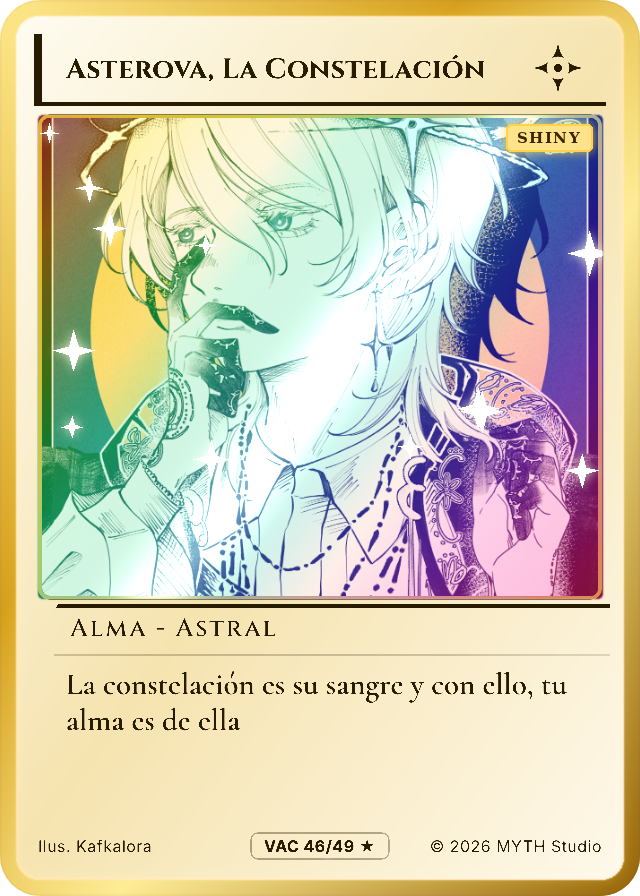 Asterova, La Constelación
SHINY
Alma - Astral
La constelación es su sangre y con ello, tu
alma es de ella
Ilus. Kafkalora
VAC 46/49 ★
© 2026 MYTH Studio